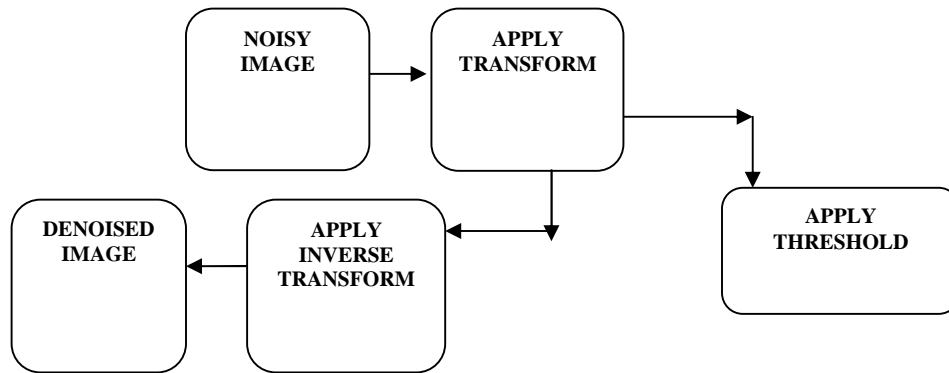 NOISY
IMAGE
APPLY
TRANSFORM
DENOISED
IMAGE
APPLY
INVERSE
TRANSFORM
APPLY
THRESHOLD